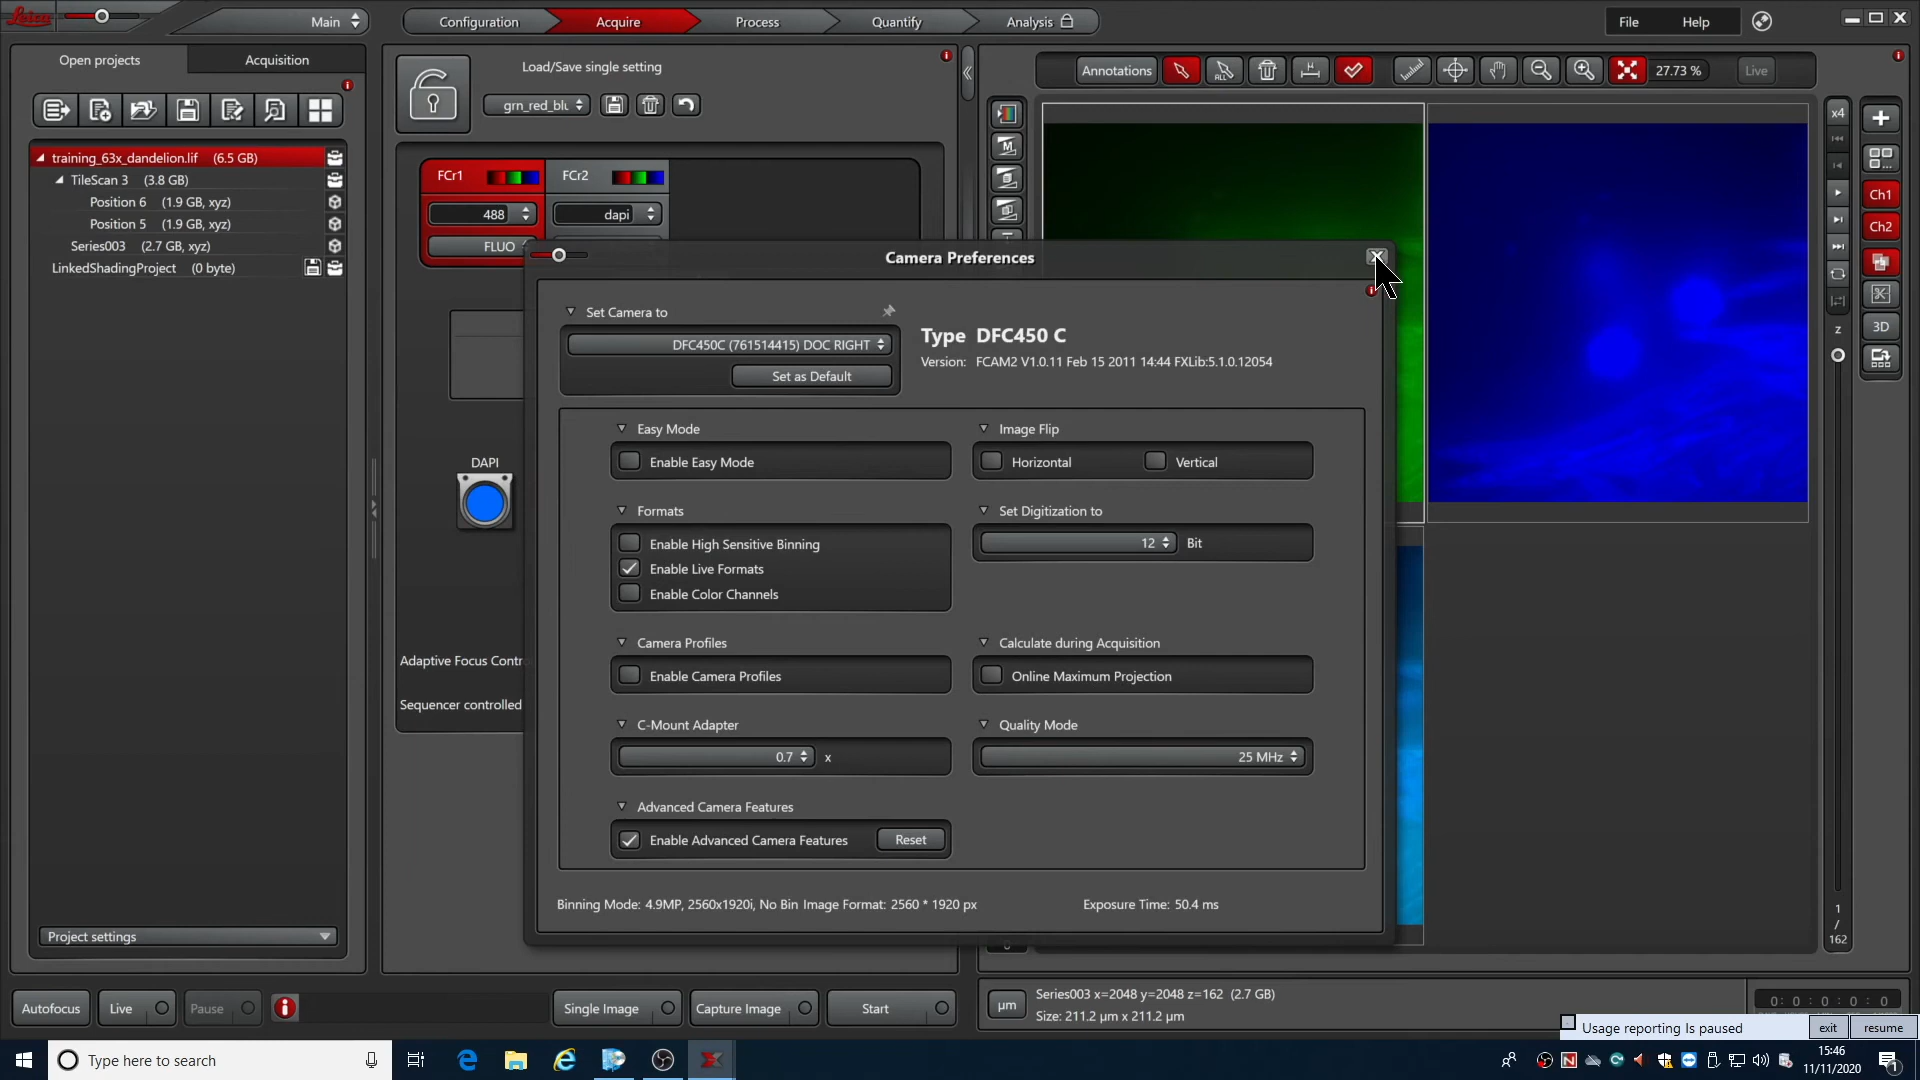 Leica
Main
Configuration
Acquire
Process
Quantify
Analysis
File
Help
Open projects
Acquisition
Load/Save single setting
grn_red_blu
Annotations
ALL
27.73 %
Live
training_63x_dandelion.lif (6.5 GB)
TileScan 3 (3.8 GB)
Position 6 (1.9 GB, xyz)
Position 5 (1.9 GB, xyz)
Series003 (2.7 GB, xyz)
LinkedShadingProject (0 byte)
FCr1
FCr2
488
dapi
FLUO
M
x4
Ch1
Ch2
3D
z
1
/
162
Camera Preferences
Set Camera to
DFC450C (761514415) DOC RIGHT
Set as Default
Type DFC450 C
Version: FCAM2 V1.0.11 Feb 15 2011 14:44 FXLib:5.1.0.12054
Easy Mode
Enable Easy Mode
Image Flip
Horizontal
Vertical
Formats
Enable High Sensitive Binning
Enable Live Formats
Enable Color Channels
Set Digitization to
12
Bit
Camera Profiles
Enable Camera Profiles
Calculate during Acquisition
Online Maximum Projection
C-Mount Adapter
0.7
x
Quality Mode
25 MHz
Advanced Camera Features
Enable Advanced Camera Features
Reset
Binning Mode: 4.9MP, 2560x1920i, No Bin Image Format: 2560 * 1920 px
Exposure Time: 50.4 ms
DAPI
Adaptive Focus Contr
Sequencer controlled
Project settings
Autofocus
Live
Pause
Single Image
Capture Image
Start
µm
Series003 x=2048 y=2048 z=162 (2.7 GB)
Size: 211.2 µm x 211.2 µm
0: 0 : 0 : 0 : 0 : 0
Usage reporting Is paused
exit
resume
Type here to search
15:46
11/11/2020
1